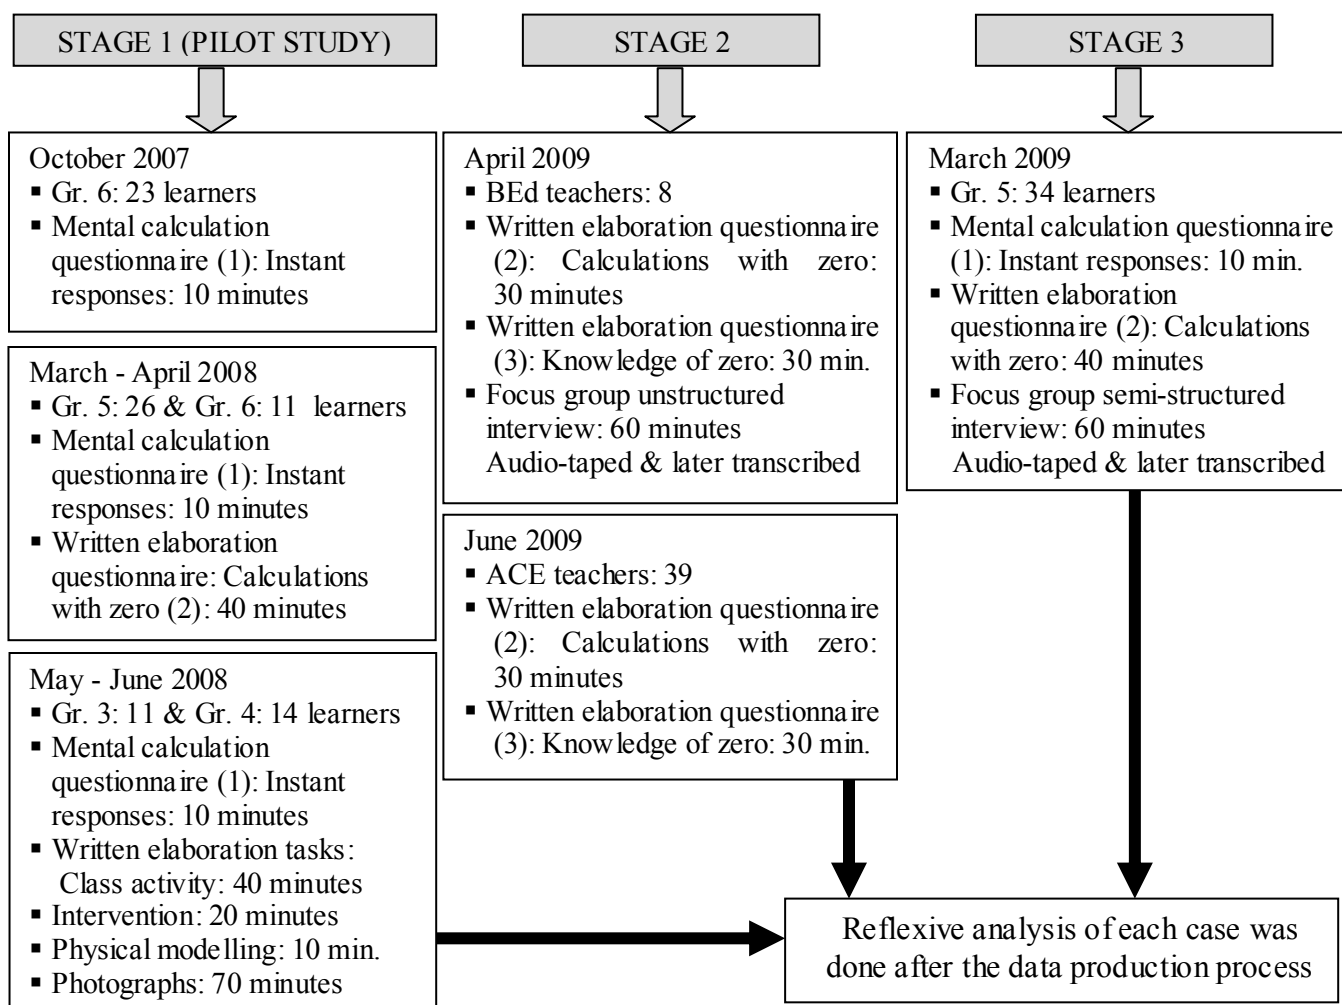 STAGE 1 (PILOT STUDY)
October 2007
▪ Gr. 6: 23 learners
▪ Mental calculation
questionnaire (1): Instant
responses: 10 minutes
March - April 2008
▪ Gr. 5: 26 & Gr. 6: 11 learners
▪ Mental calculation
questionnaire (1): Instant
responses: 10 minutes
▪ Written elaboration
questionnaire: Calculations
with zero (2): 40 minutes
May - June 2008
▪ Gr. 3: 11 & Gr. 4: 14 learners
▪ Mental calculation
questionnaire (1): Instant
responses: 10 minutes
▪ Written elaboration tasks:
Class activity: 40 minutes
▪ Intervention: 20 minutes
▪ Physical modelling: 10 min.
▪ Photographs: 70 minutes
STAGE 2
April 2009
▪ BEd teachers: 8
▪ Written elaboration questionnaire
(2): Calculations with zero:
30 minutes
▪ Written elaboration questionnaire
(3): Knowledge of zero: 30 min.
▪ Focus group unstructured
interview: 60 minutes
Audio-taped & later transcribed
June 2009
▪ ACE teachers: 39
▪ Written elaboration questionnaire
(2): Calculations with zero:
30 minutes
▪ Written elaboration questionnaire
(3): Knowledge of zero: 30 min.
STAGE 3
March 2009
▪ Gr. 5: 34 learners
▪ Mental calculation questionnaire
(1): Instant responses: 10 min.
▪ Written elaboration
questionnaire (2): Calculations
with zero: 40 minutes
▪ Focus group semi-structured
interview: 60 minutes
Audio-taped & later transcribed
Reflexive analysis of each case was
done after the data production process